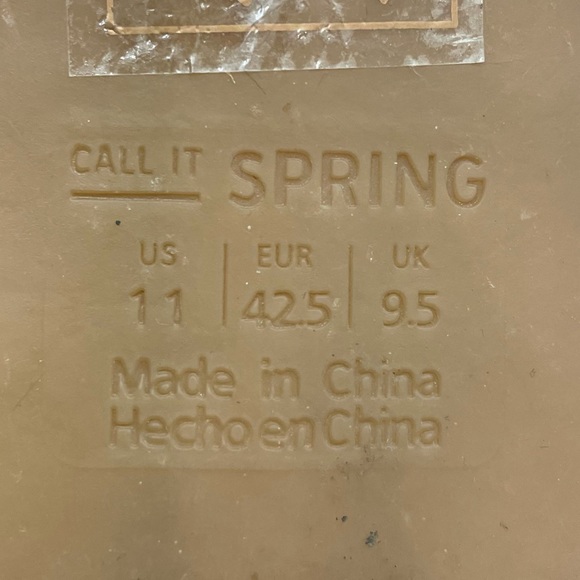 CALL IT SPRING
US | EUR | UK
11 | 42.5 | 9.5
Made in China
Hecho en China